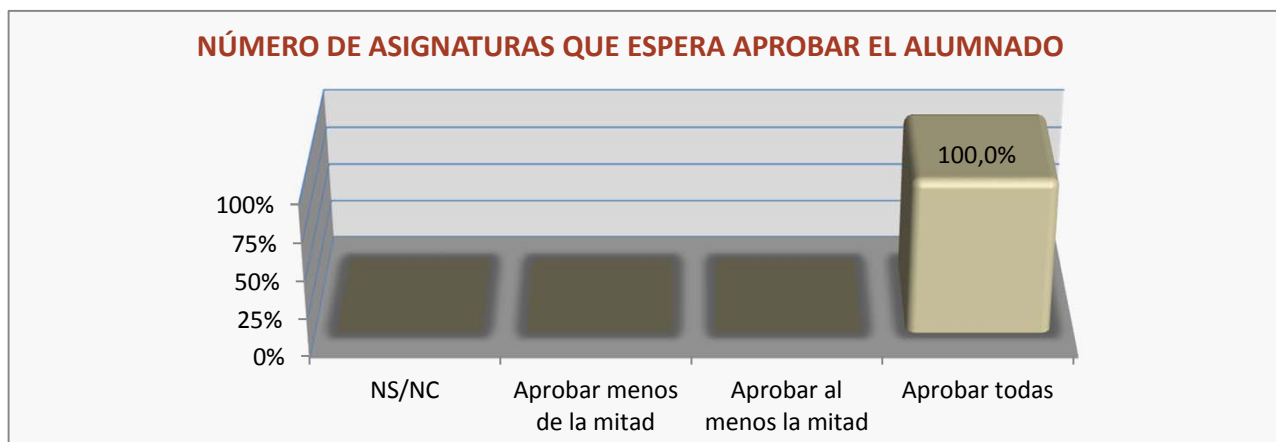 NÚMERO DE ASIGNATURAS QUE ESPERA APROBAR EL ALUMNADO
100,0%
100%
75%
50%
25%
0%
NS/NC
Aprobar menos
de la mitad
Aprobar al
menos la mitad
Aprobar todas